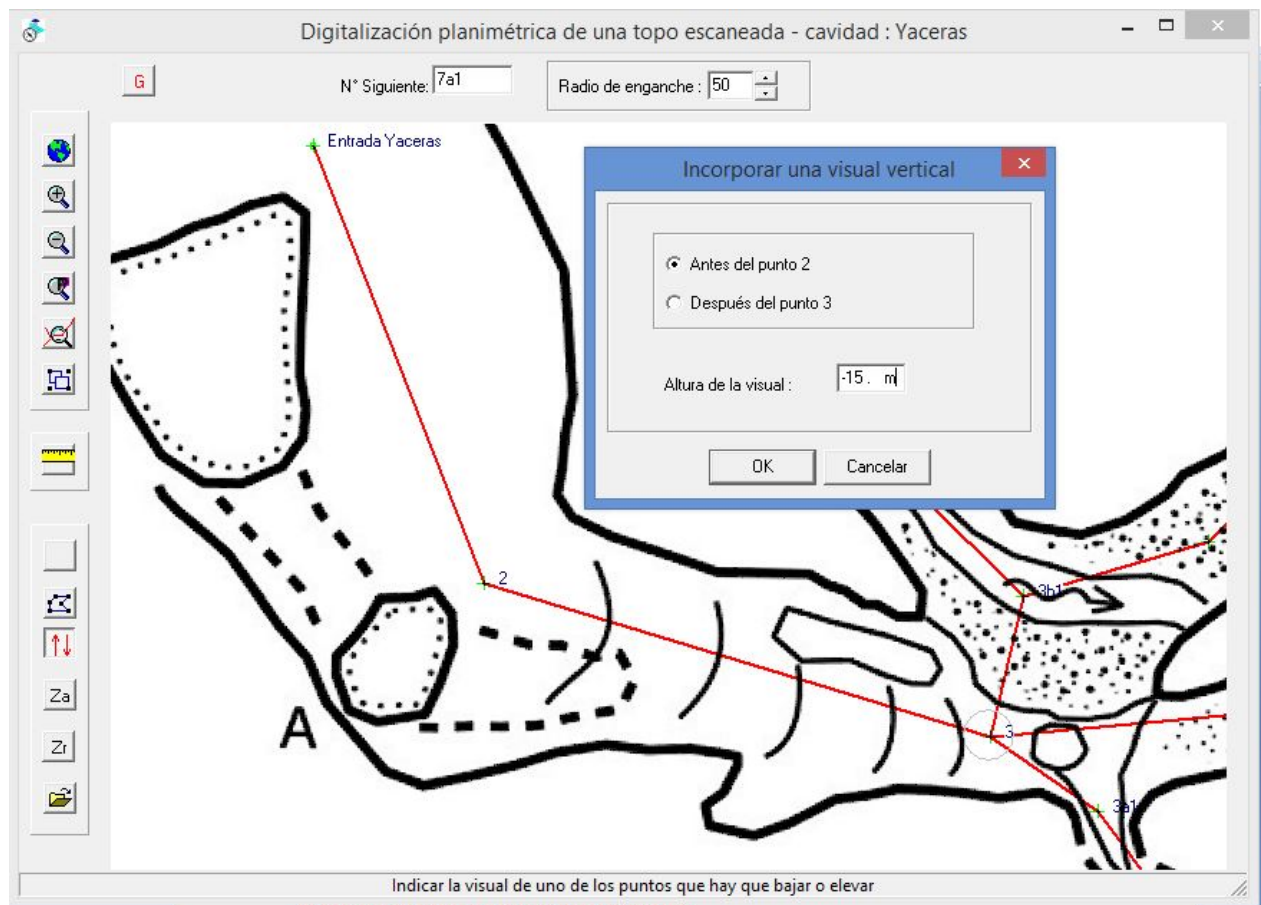 Digitalización planimétrica de una topo escaneada - cavidad : Yaceras
G
N° Siguiente: 7a1
Radio de enganche : 50
Entrada Yaceras
Incorporar una visual vertical
Antes del punto 2
Después del punto 3
Altura de la visual : -15. m
OK
Cancelar
2
3b1
A
3
3a1
Za
Zr
Indicar la visual de uno de los puntos que hay que bajar o elevar